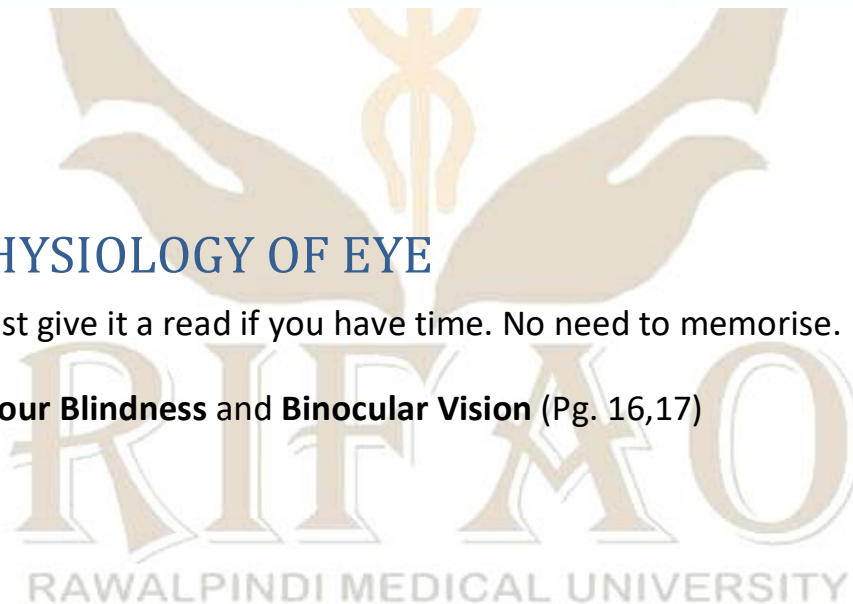 HYSIOLOGY OF EYE
st give it a read if you have time. No need to memorise.
our Blindness and Binocular Vision (Pg. 16,17)
RIFAO
RAWALPINDI MEDICAL UNIVERSITY